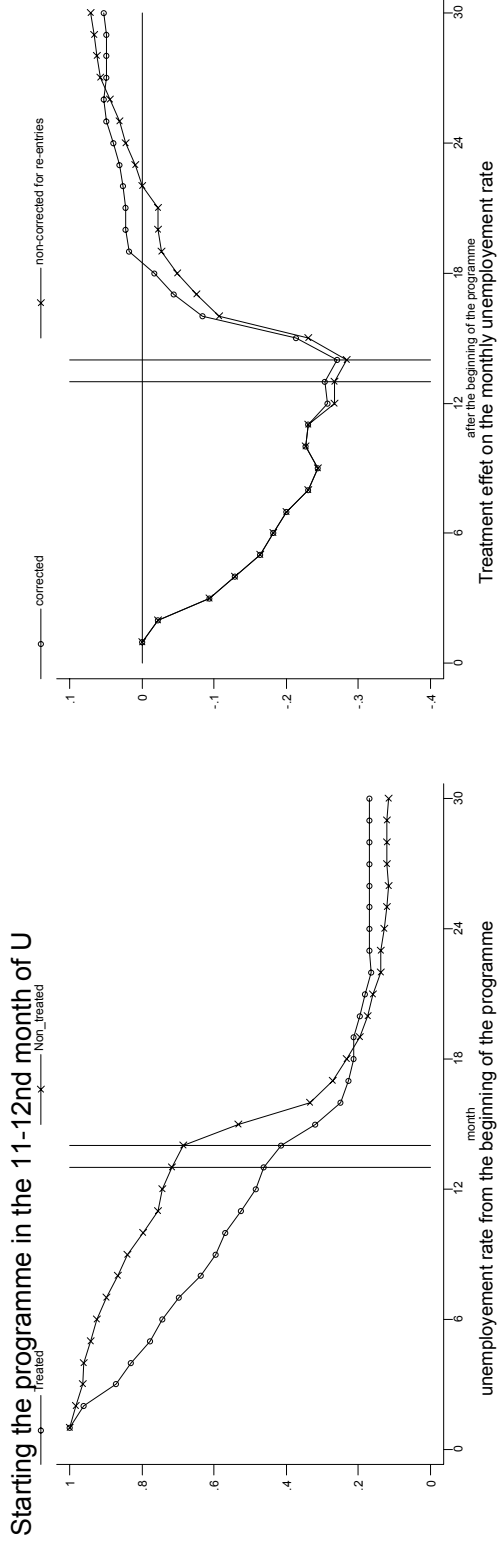 Starting the programme in the 11-12nd month of U
Treated
Non_treated
1
.8
.6
.4
.2
0
0
6
12
18
24
30
month
unemployement rate from the beginning of the programme
corrected
non-corrected for re-entries
.1
0
-.1
-.2
-.3
-.4
0
6
12
18
24
30
after the beginning of the programme
Treatment effet on the monthly unemployement rate